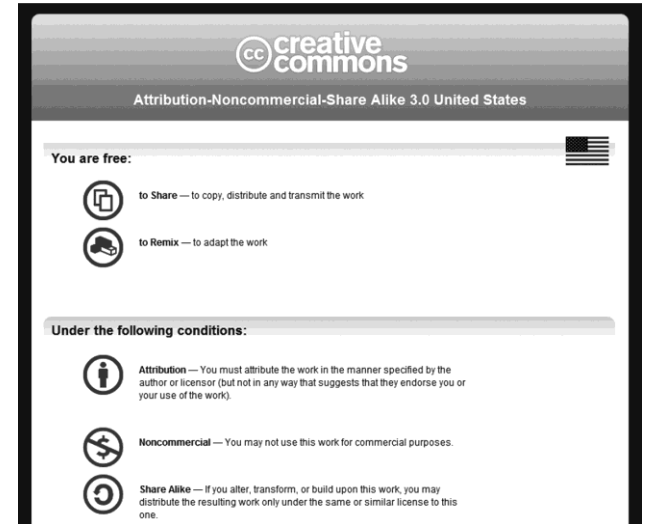 cc creative
commons
Attribution-Noncommercial-Share Alike 3.0 United States
You are free:
to Share — to copy, distribute and transmit the work
to Remix — to adapt the work
Under the following conditions:
Attribution — You must attribute the work in the manner specified by the
author or licensor (but not in any way that suggests that they endorse you or
your use of the work).
Noncommercial — You may not use this work for commercial purposes.
Share Alike — If you alter, transform, or build upon this work, you may
distribute the resulting work only under the same or similar license to this
one.